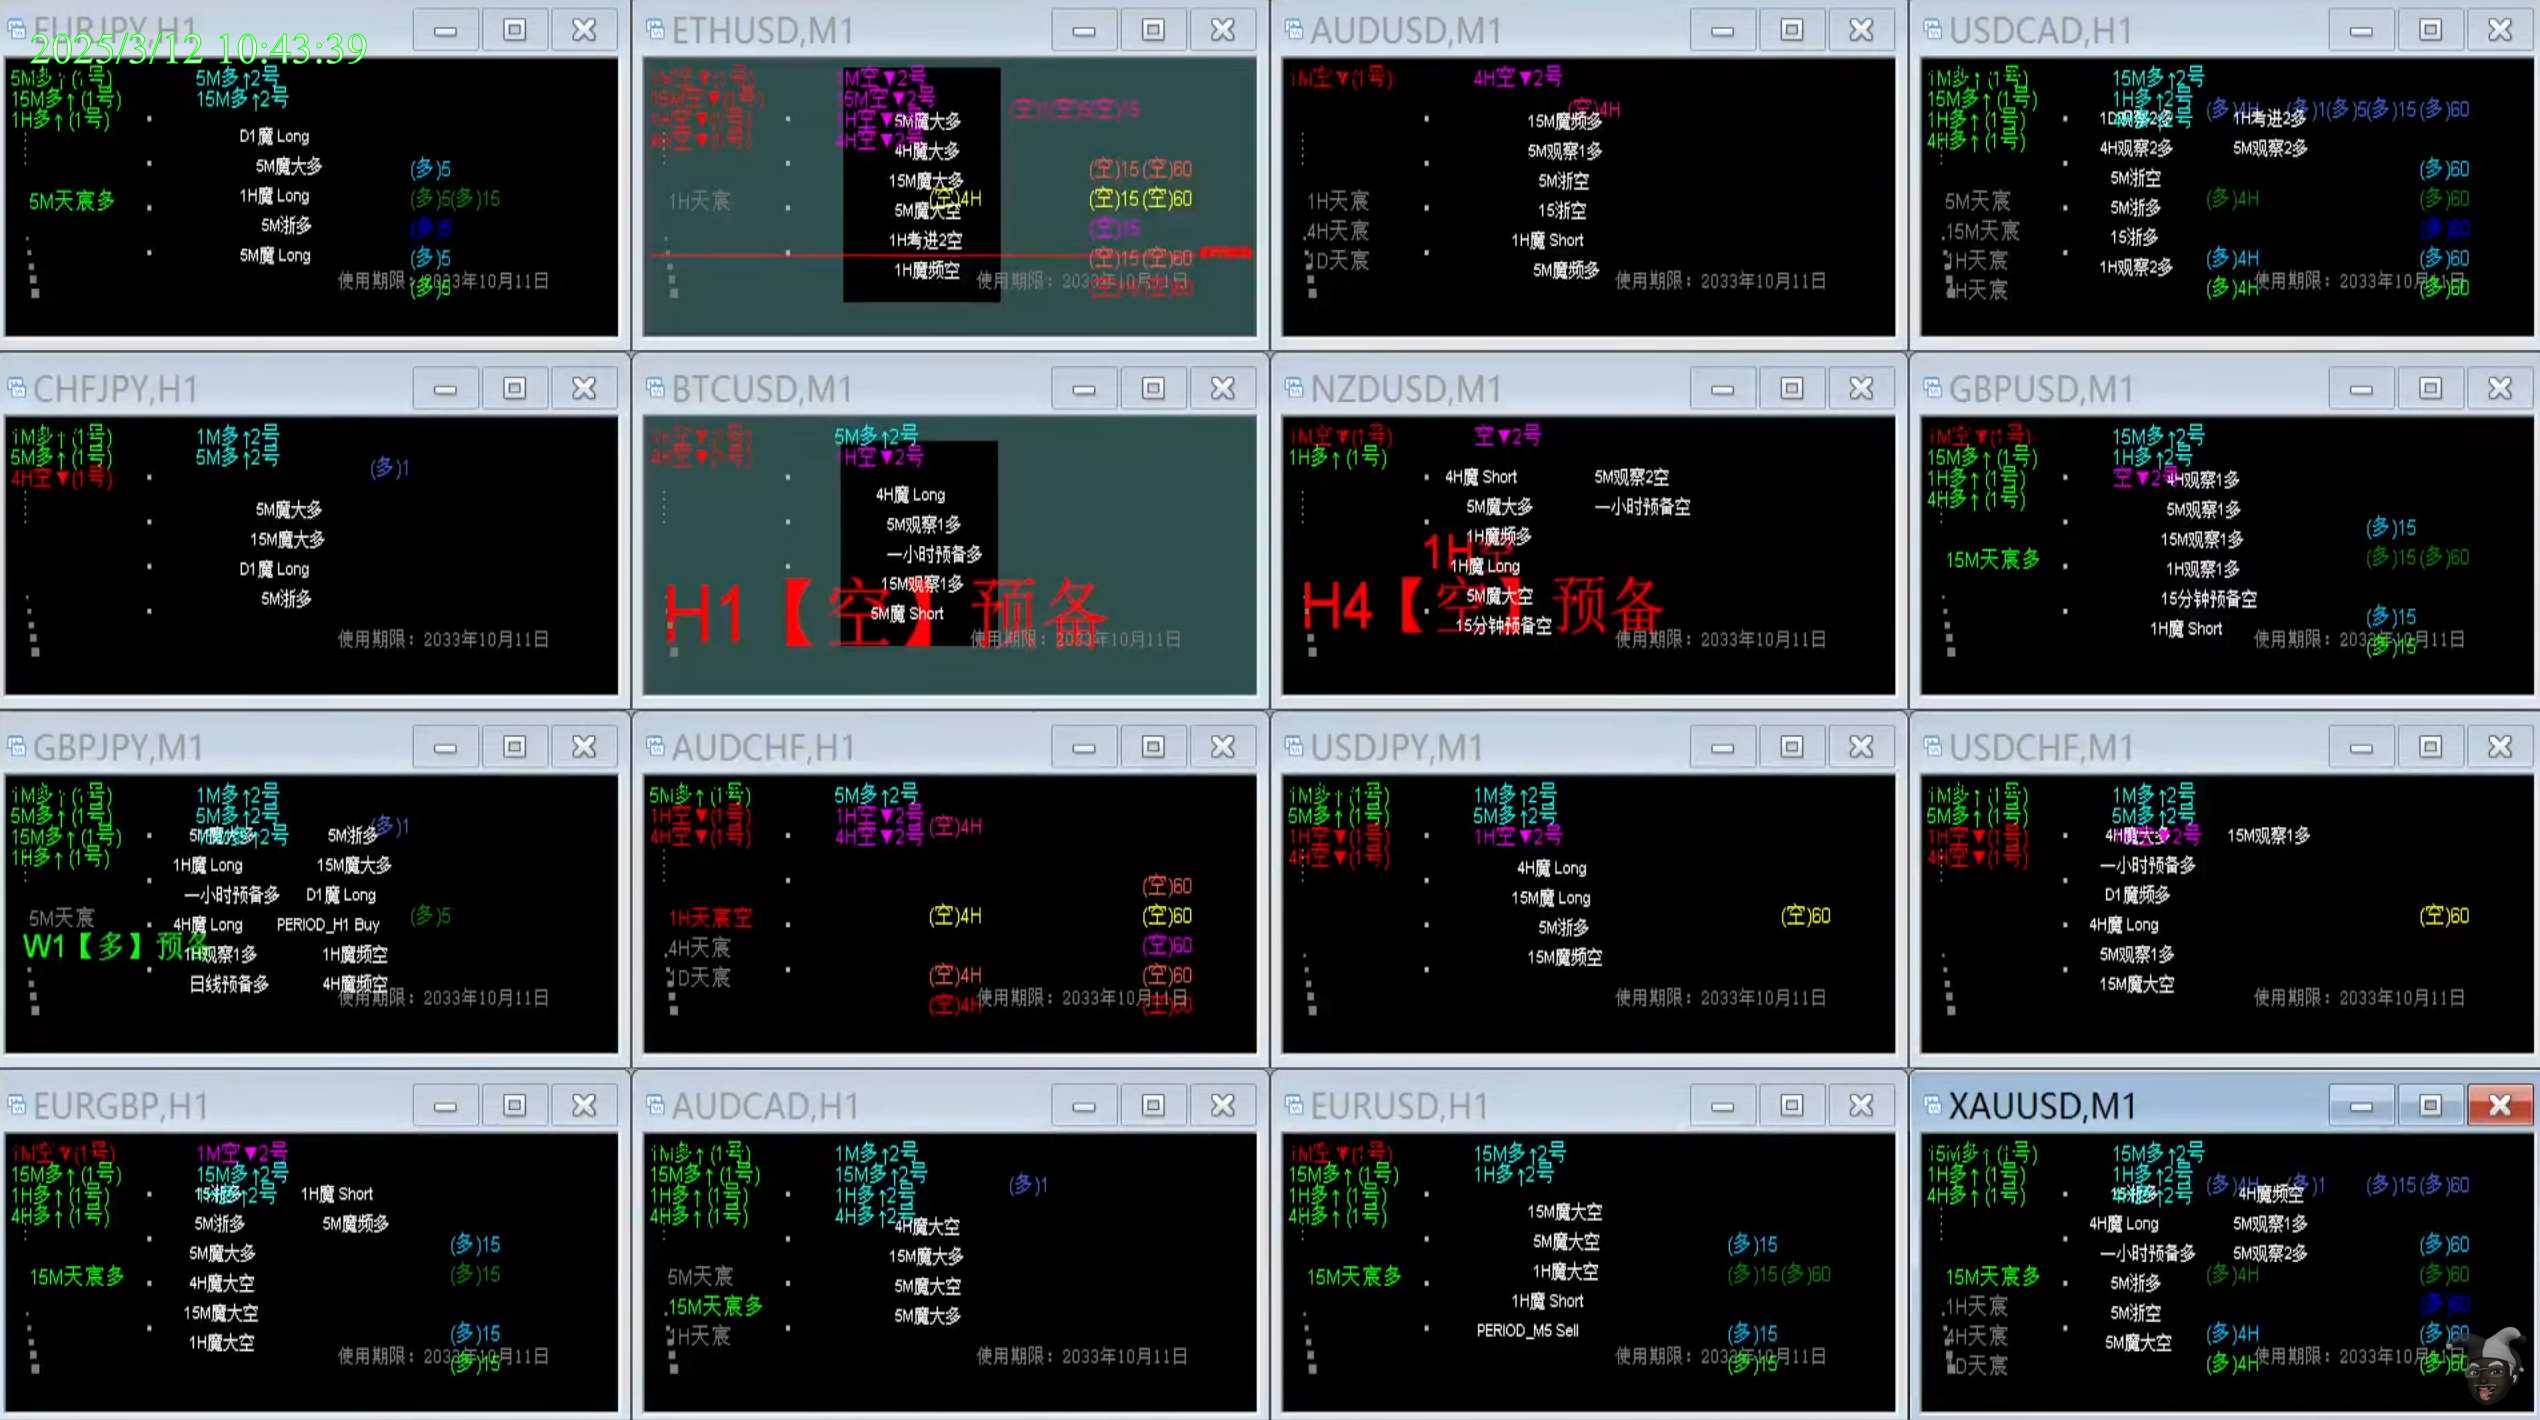 EURJPY,H1
2025/3/12 10:43:39
5M多↑(1号)
5M多↑2号
15M多↑(1号)
15M多↑2号
1H多↑(1号)
D1魔 Long
5M魔大多
(多)5
1H魔 Long
5M天宸多
(多)5(多)15
5M浙多
(多)5
5M魔 Long
(多)5
使用期限：2033年10月11日
(多)5
ETHUSD,M1
1M空▼(1号)
1M空▼2号
15M空▼(1号)
15M空▼2号
(空)1(空)5(空)15
1H空▼(1号)
1H空▼2号
5M魔大多
4H空▼(1号)
4H空▼2号
4H魔大多
(空)15(空)60
15M魔大多
1H天宸
(空)4H
(空)15(空)60
5M魔大空
(空)15
1H考进2空
(空)15(空)60
1H魔频空
使用期限：2033年10月11日
(空)15(空)60
AUDUSD,M1
1M空▼(1号)
4H空▼2号
(空)4H
15M魔频多
5M观察1多
5M浙空
1H天宸
15浙空
4H天宸
1H魔 Short
1D天宸
5M魔频多
使用期限：2033年10月11日
USDCAD,H1
1M多↑(1号)
15M多↑2号
15M多↑(1号)
1H多↑2号
(多)4H
(多)1(多)5(多)15(多)60
1H多↑(1号)
4H多↑2号
1D观察2多
1H考进2多
4H多↑(1号)
4H观察2多
5M观察2多
5M浙空
(多)60
5M天宸
5M浙多
(多)4H
(多)60
15M天宸
15浙多
(多)60
1H天宸
1H观察2多
(多)4H
(多)60
4H天宸
(多)4H
使用期限：2033年10月11日
(多)60
CHFJPY,H1
1M多↑(1号)
1M多↑2号
5M多↑(1号)
5M多↑2号
(多)1
4H空▼(1号)
5M魔大多
15M魔大多
D1魔 Long
5M浙多
使用期限：2033年10月11日
BTCUSD,M1
1H空▼(1号)
5M多↑2号
4H空▼(1号)
1H空▼2号
4H魔 Long
5M观察1多
一小时预备多
15M观察1多
H1【空】预备
5M魔 Short
使用期限：2033年10月11日
NZDUSD,M1
1M空▼(1号)
空▼2号
1H多↑(1号)
4H魔 Short
5M观察2空
5M魔大多
一小时预备空
1H魔频多
1H空
1H魔 Long
5M魔大空
H4【空】预备
15分钟预备空
使用期限：2033年10月11日
GBPUSD,M1
1M空▼(1号)
15M多↑2号
15M多↑(1号)
1H多↑2号
1H多↑(1号)
空▼2号
4H观察1多
4H多↑(1号)
5M观察1多
(多)15
15M观察1多
15M天宸多
(多)15(多)60
1H观察1多
15分钟预备空
(多)15
1H魔 Short
使用期限：2033年10月11日
(多)15
GBPJPY,M1
1M多↑(1号)
1M多↑2号
5M多↑(1号)
5M多↑2号
(多)1
15M多↑(1号)
15M多↑2号
5M魔大多
5M浙多
1H多↑(1号)
1H魔 Long
15M魔大多
一小时预备多
D1魔 Long
5M天宸
4H魔 Long
PERIOD_H1 Buy
(多)5
W1【多】预备
1H观察1多
1H魔频空
日线预备多
4H魔频空
使用期限：2033年10月11日
AUDCHF,H1
5M多↑(1号)
5M多↑2号
1H空▼(1号)
1H空▼2号
(空)4H
4H空▼(1号)
4H空▼2号
(空)60
1H天宸空
(空)4H
(空)60
4H天宸
(空)60
1D天宸
(空)4H
(空)60
(空)4H
使用期限：2033年10月11日
(空)60
USDJPY,M1
1M多↑(1号)
1M多↑2号
5M多↑(1号)
5M多↑2号
1H空▼(1号)
1H空▼2号
4H空▼(1号)
4H魔 Long
15M魔 Long
5M浙多
(空)60
15M魔频空
使用期限：2033年10月11日
USDCHF,M1
1M多↑(1号)
1M多↑2号
5M多↑(1号)
5M多↑2号
1H空▼(1号)
空▼2号
4H魔大多
15M观察1多
4H空▼(1号)
一小时预备多
D1魔频多
4H魔 Long
(空)60
5M观察1多
15M魔大空
使用期限：2033年10月11日
EURGBP,H1
1M空▼(1号)
1M空▼2号
15M多↑(1号)
15M多↑2号
1H多↑(1号)
1H多↑2号
15浙多
1H魔 Short
4H多↑(1号)
5M浙多
5M魔频多
5M魔大多
(多)15
15M天宸多
4H魔大空
(多)15
15M魔大空
1H魔大空
(多)15
使用期限：2033年10月11日
(多)15
AUDCAD,H1
1M多↑(1号)
1M多↑2号
15M多↑(1号)
15M多↑2号
(多)1
1H多↑(1号)
1H多↑2号
4H多↑(1号)
4H多↑2号
4H魔大空
15M魔大多
5M天宸
5M魔大空
15M天宸多
5M魔大多
1H天宸
使用期限：2033年10月11日
EURUSD,H1
1M空▼(1号)
15M多↑2号
15M多↑(1号)
1H多↑2号
1H多↑(1号)
4H多↑(1号)
15M魔大空
5M魔大空
(多)15
15M天宸多
1H魔大空
(多)15(多)60
1H魔 Short
PERIOD_M5 Sell
(多)15
使用期限：2033年10月11日
(多)15
XAUUSD,M1
15M多↑(1号)
15M多↑2号
1H多↑(1号)
1H多↑2号
(多)4H
(多)1
(多)15(多)60
4H多↑(1号)
4H多↑2号
15浙多
4H魔频空
4H魔 Long
5M观察1多
一小时预备多
5M观察2多
(多)60
15M天宸多
5M浙多
(多)4H
(多)60
1H天宸
5M浙空
(多)60
4H天宸
5M魔大空
(多)4H
(多)60
1D天宸
(多)4H
使用期限：2033年10月11日
(多)60